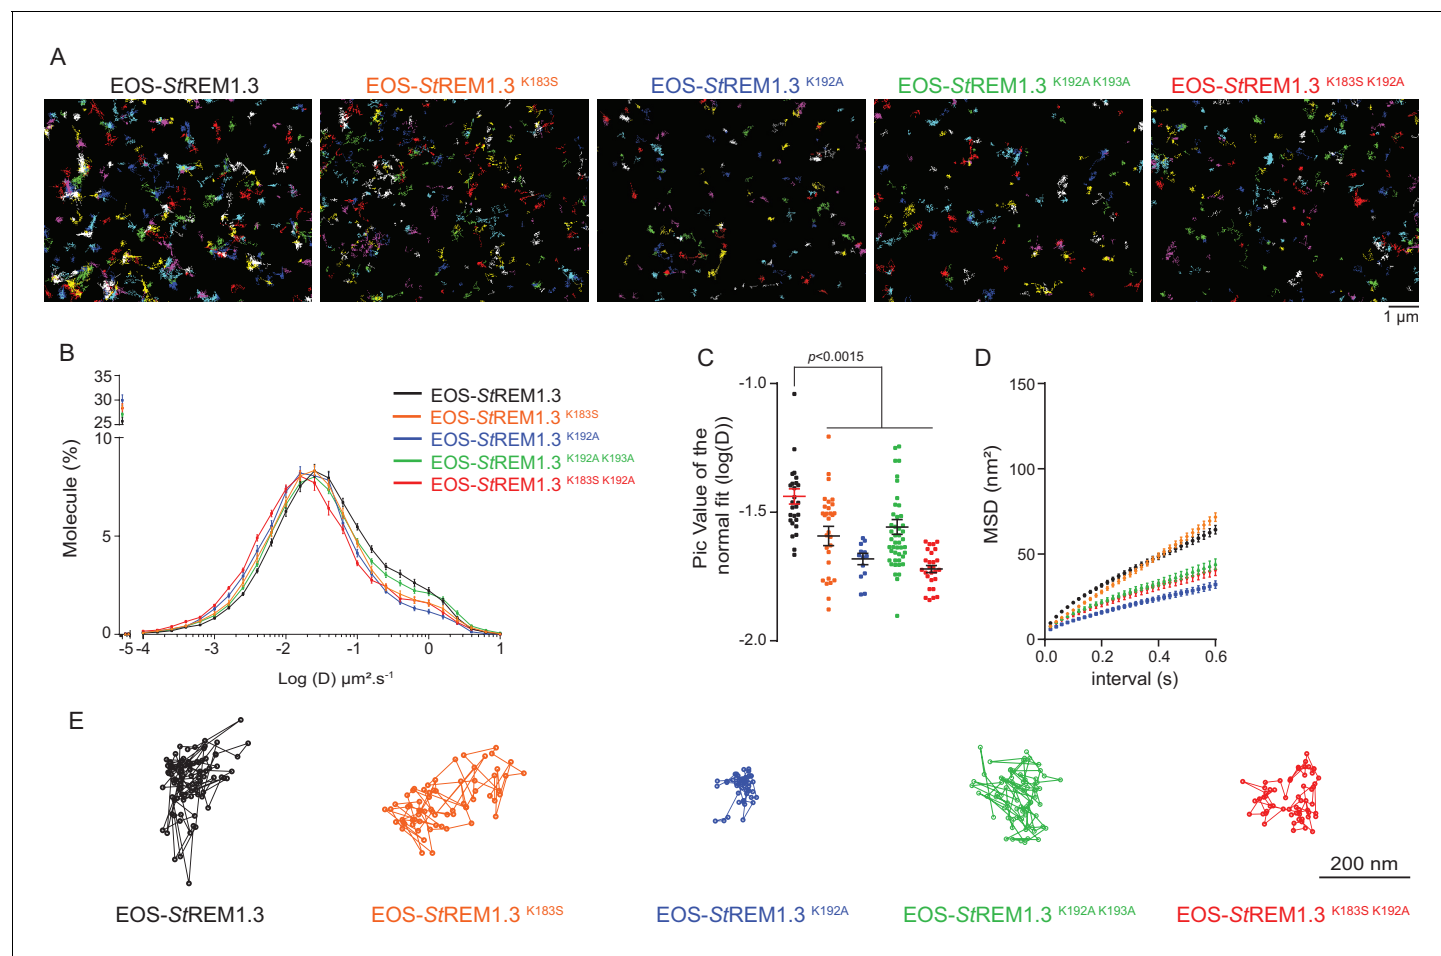 A
EOS-StREM1.3 EOS-StREM1.3 K183S EOS-StREM1.3 K192A EOS-StREM1.3 K192A K193A EOS-StREM1.3 K183S K192A
1 µm
B
35
30
25
10
5
0
Molecule (%)
-5 -4 -3 -2 -1 0 1
Log (D) µm².s⁻¹
EOS-StREM1.3
EOS-StREM1.3 K183S
EOS-StREM1.3 K192A
EOS-StREM1.3 K192A K193A
EOS-StREM1.3 K183S K192A
C
p<0.0015
-1.0
-1.5
-2.0
Pic Value of the
normal fit (log(D))
D
150
100
50
0
MSD (nm²)
0.0 0.2 0.4 0.6
interval (s)
E
200 nm
EOS-StREM1.3 EOS-StREM1.3 K183S EOS-StREM1.3 K192A EOS-StREM1.3 K192A K193A EOS-StREM1.3 K183S K192A